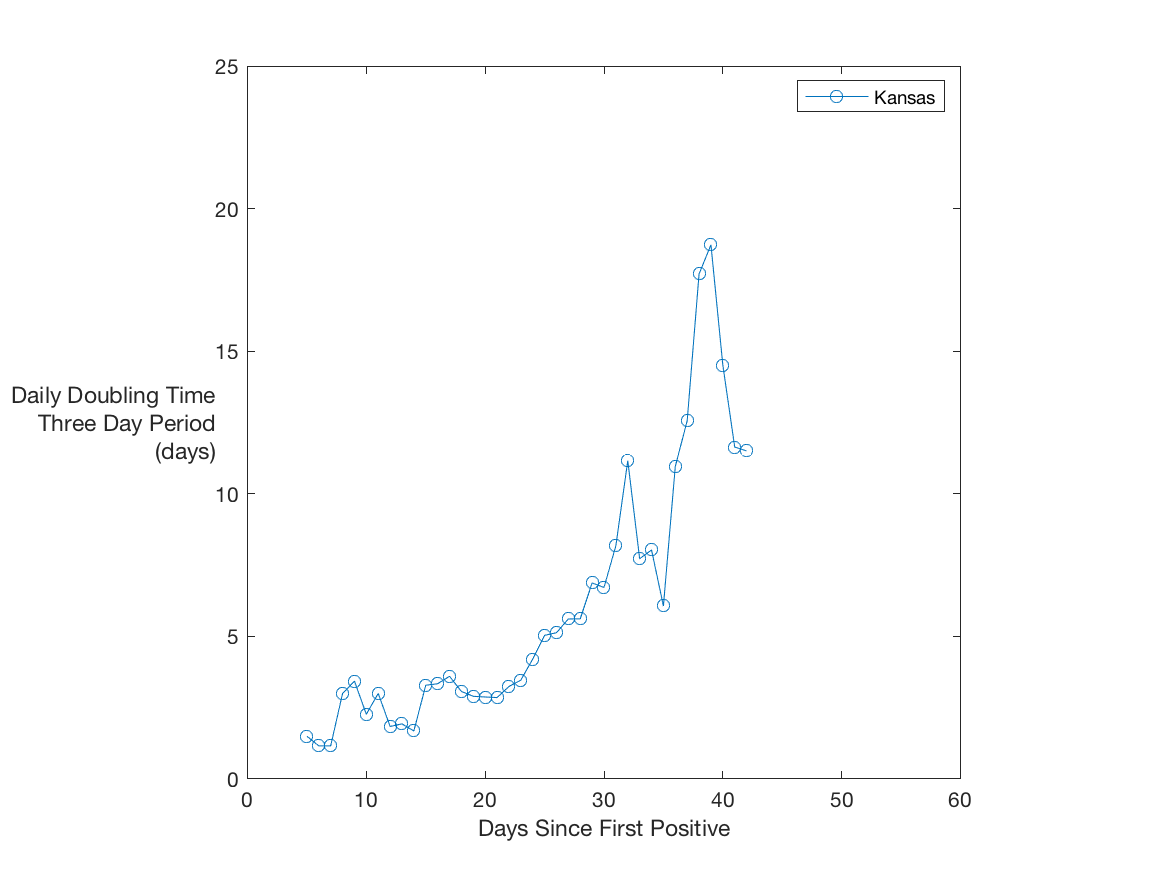 25
Kansas
20
15
Daily Doubling Time
Three Day Period
(days)
10
5
0
0 10 20 30 40 50 60
Days Since First Positive